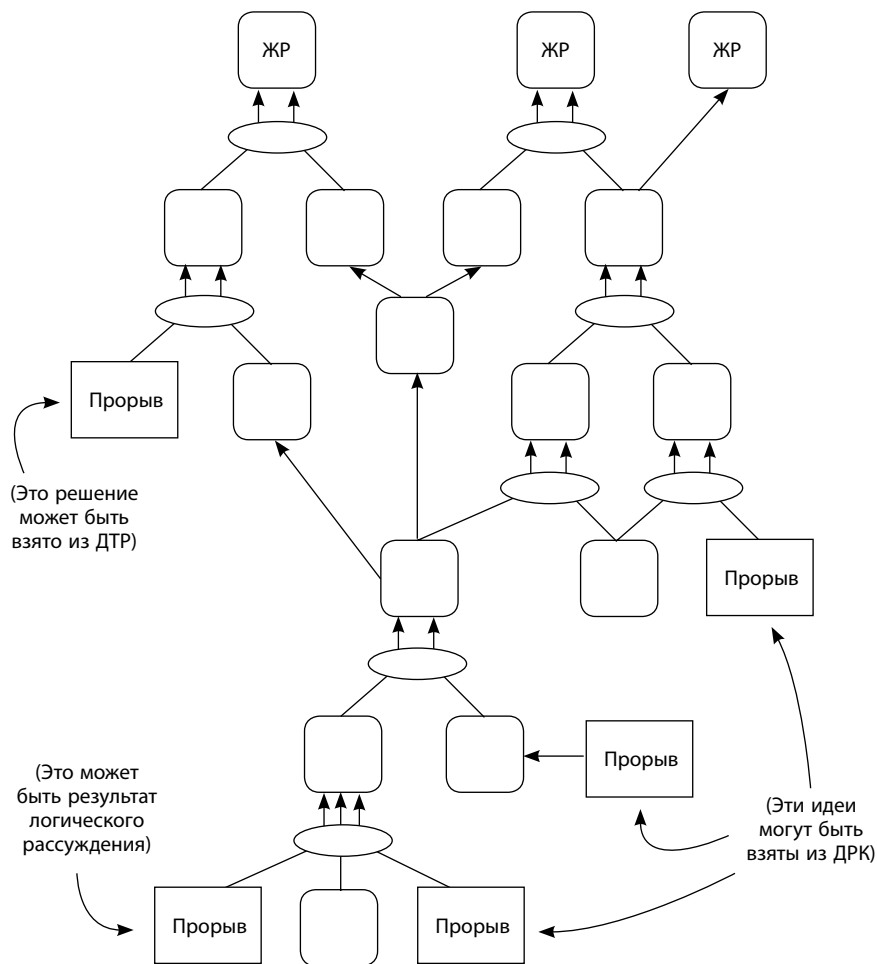 ЖР
ЖР
ЖР
Прорыв
(Это решение
может быть
взято из ДТР)
Прорыв
Прорыв
(Это может
быть результат
логического
рассуждения)
(Эти идеи
могут быть
взяты из ДРК)
Прорыв
Прорыв